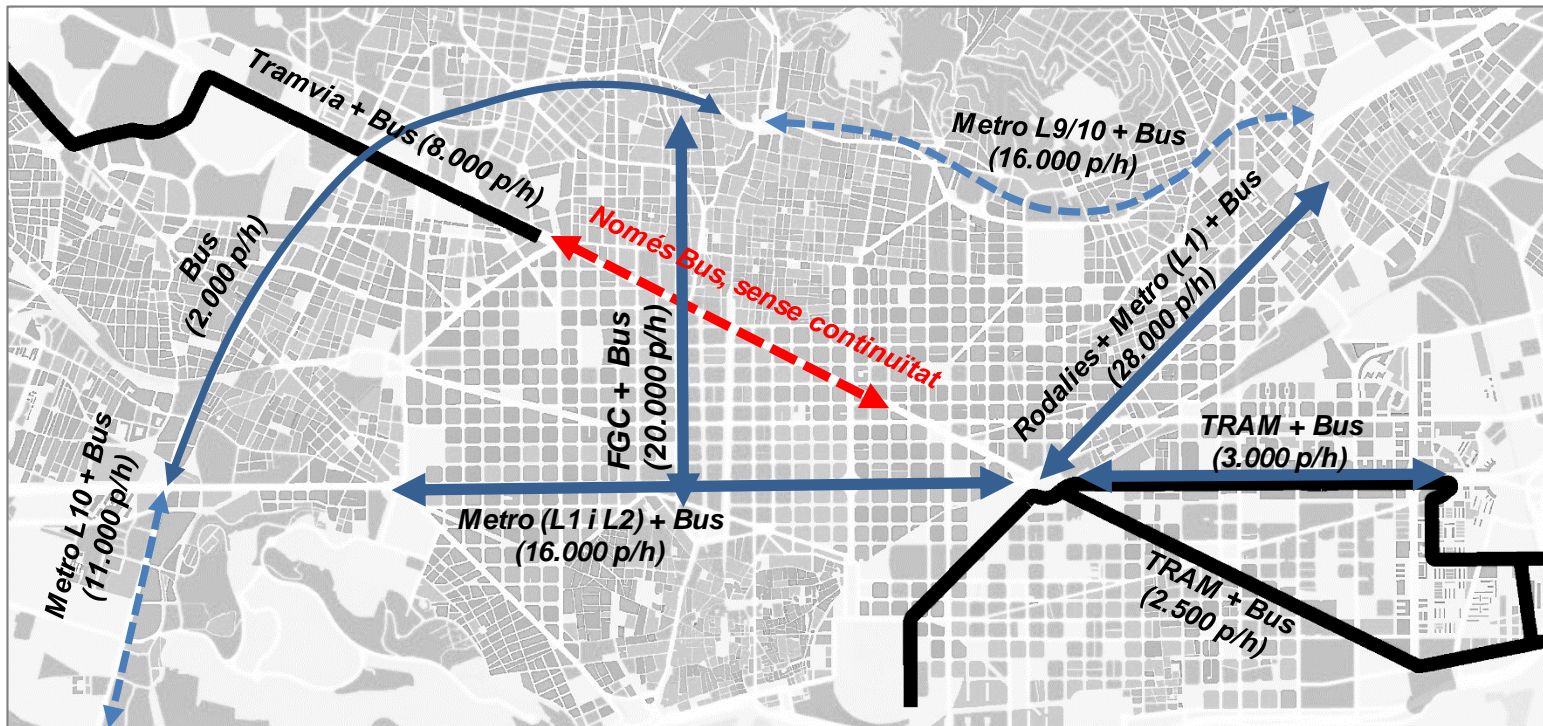 Tramvia + Bus (8.000 p/h)
Metro L9/10 + Bus
(16.000 p/h)
Bus
(2.000 p/h)
Només Bus, sense continuïtat
FGC + Bus
(20.000 p/h)
Rodalies + Metro (L1) + Bus
(28.000 p/h)
TRAM + Bus
(3.000 p/h)
Metro L10 + Bus
(11.000 p/h)
Metro (L1 i L2) + Bus
(16.000 p/h)
TRAM + Bus
(2.500 p/h)